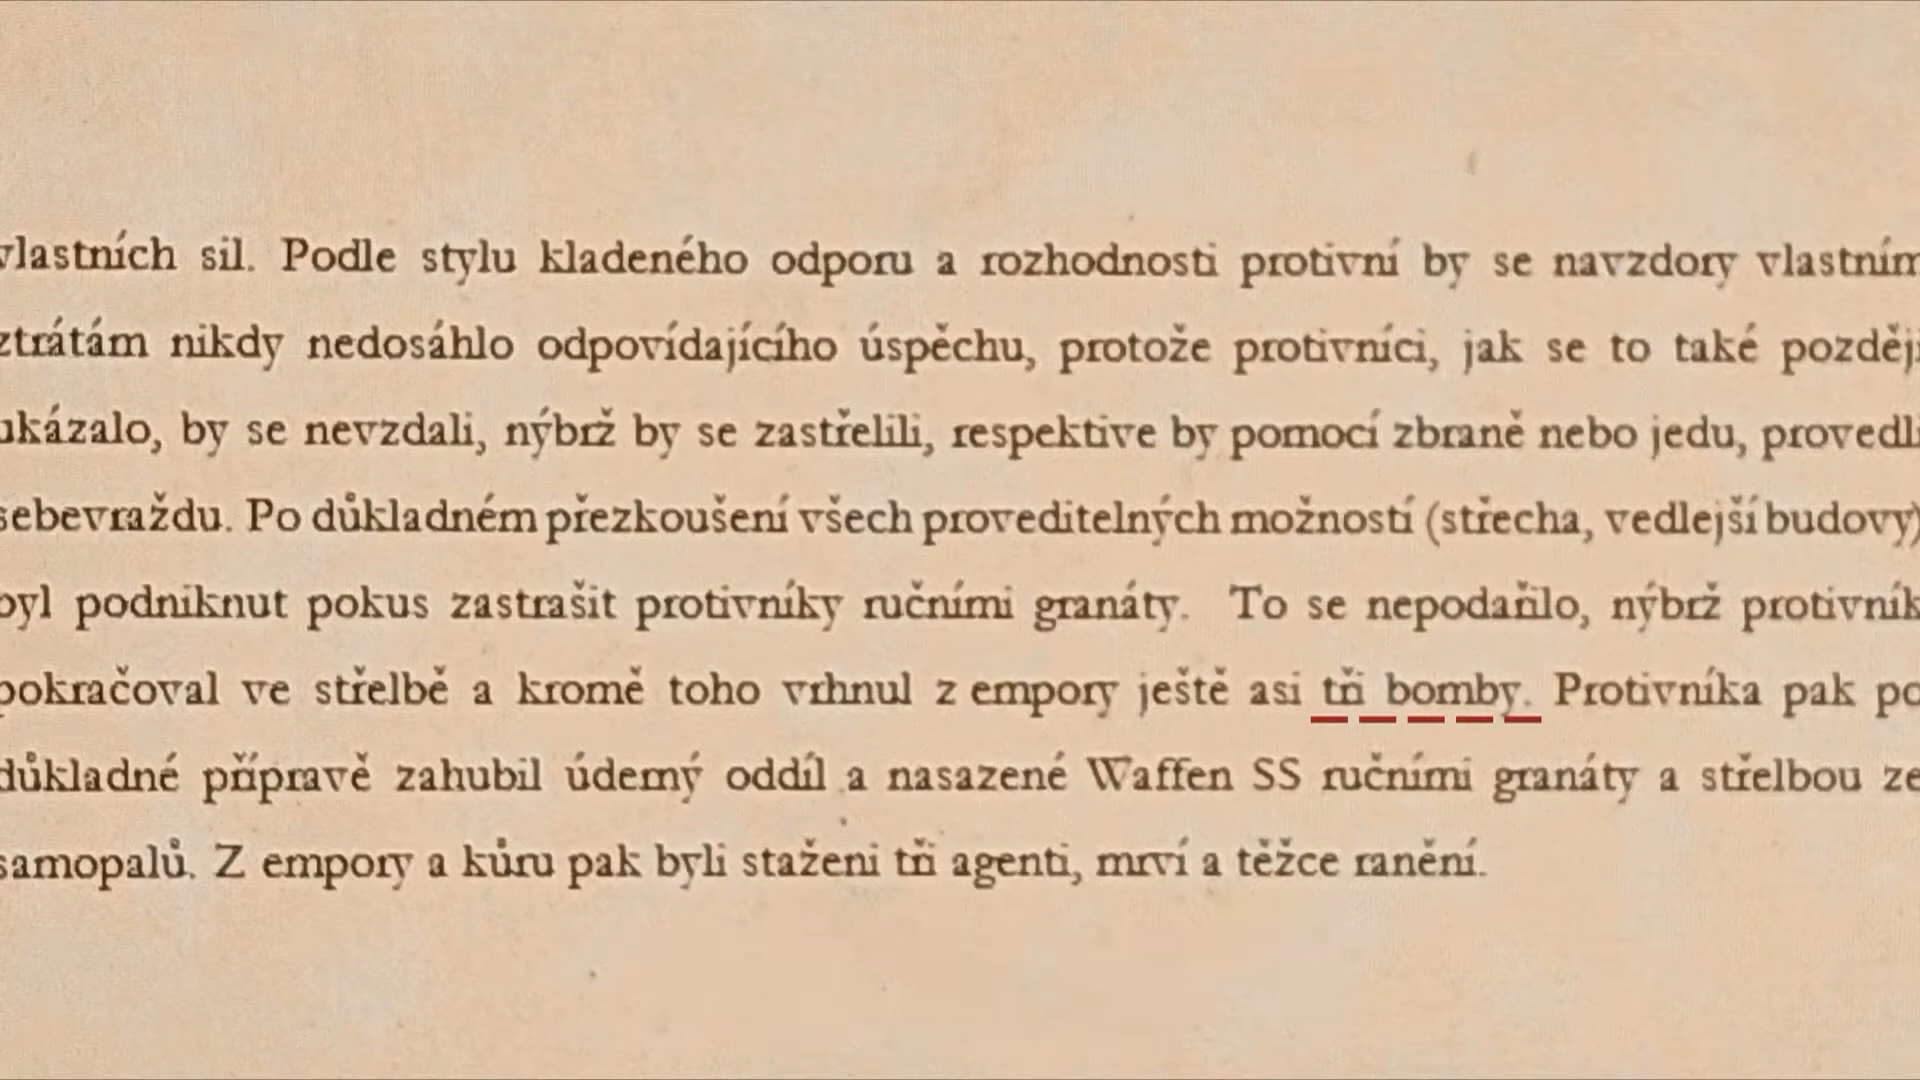 vlastních sil. Podle stylu kladeného odporu a rozhodnosti protivní by se navzdory vlastním
ztrátám nikdy nedosáhlo odpovídajícího úspěchu, protože protivníci, jak se to také později
ukázalo, by se nevzdali, nýbrž by se zastřelili, respektive by pomocí zbraně nebo jedu, provedli
sebevraždu. Po důkladném přezkoušení všech proveditelných možností (střecha, vedlejší budovy)
byl podniknut pokus zastrašit protivníky ručními granáty. To se nepodařilo, nýbrž protivník
pokračoval ve střelbě a kromě toho vrhnul z empory ještě asi tři bomby. Protivníka pak po
důkladné přípravě zahubil úderný oddíl a nasazené Waffen SS ručními granáty a střelbou ze
samopalů. Z empory a kůru pak byli staženi tři agenti, mrví a těžce ranění.